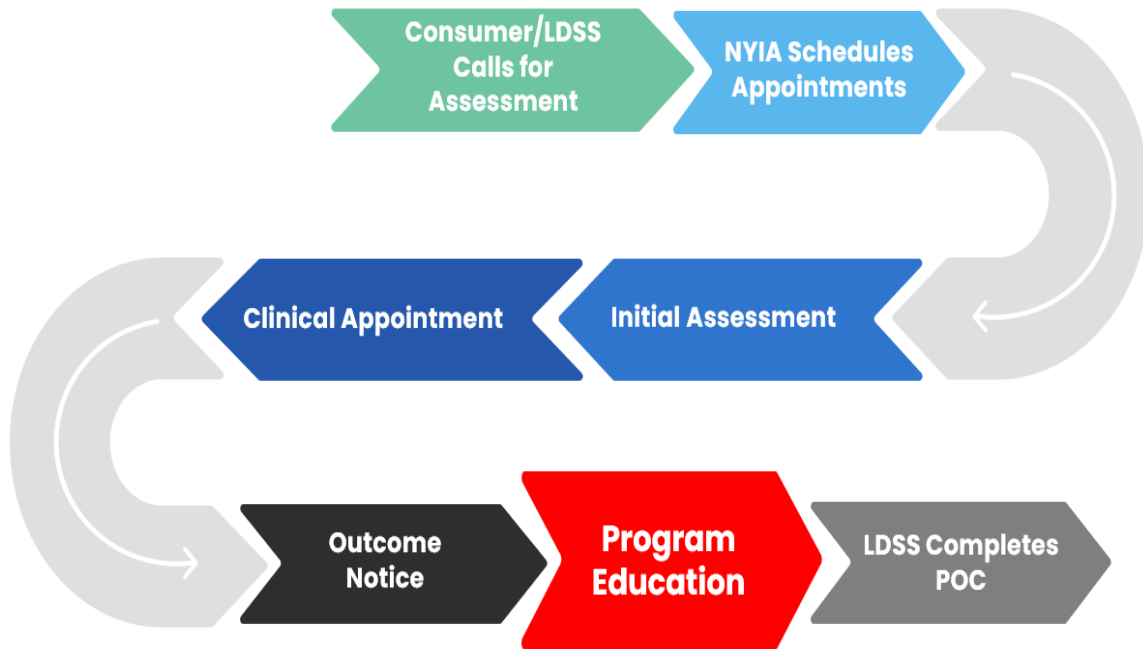 Consumer/LDSS
Calls for
Assessment
NYIA Schedules
Appointments
Initial Assessment
Clinical Appointment
Outcome
Notice
Program
Education
LDSS Completes
POC